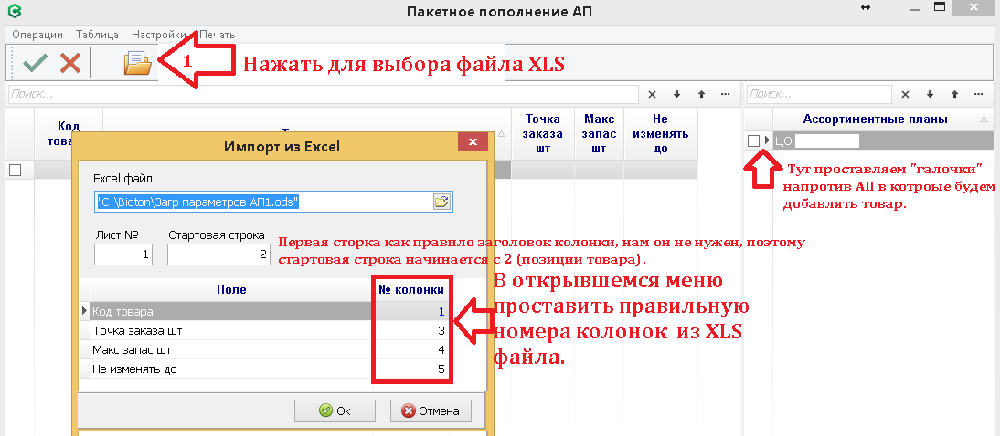 Пакетное пополнение АП
Операции Таблица Настройки Печать
1
Нажать для выбора файла XLS
Поиск...
Поиск...
Код
Точка заказа шт
Макс запас шт
Не изменять до
Ассортиментные планы
ЦО
Тут проставляем "галочки"
напротив АП в котроые будем
добавлять товар.
Импорт из Excel
Excel файл
"C:\Bioton\Загр параметров АП1.ods"
Лист №
Стартовая строка
1
2
Первая сторка как правило заголовок колонки, нам он не нужен, поэтому
стартовая строка начинается с 2 (позиции товара).
Поле № колонки
Код товара 1
Точка заказа шт 3
Макс запас шт 4
Не изменять до 5
В открывшемся меню
проставить правильную
номера колонок из XLS
файла.
Ok
Отмена